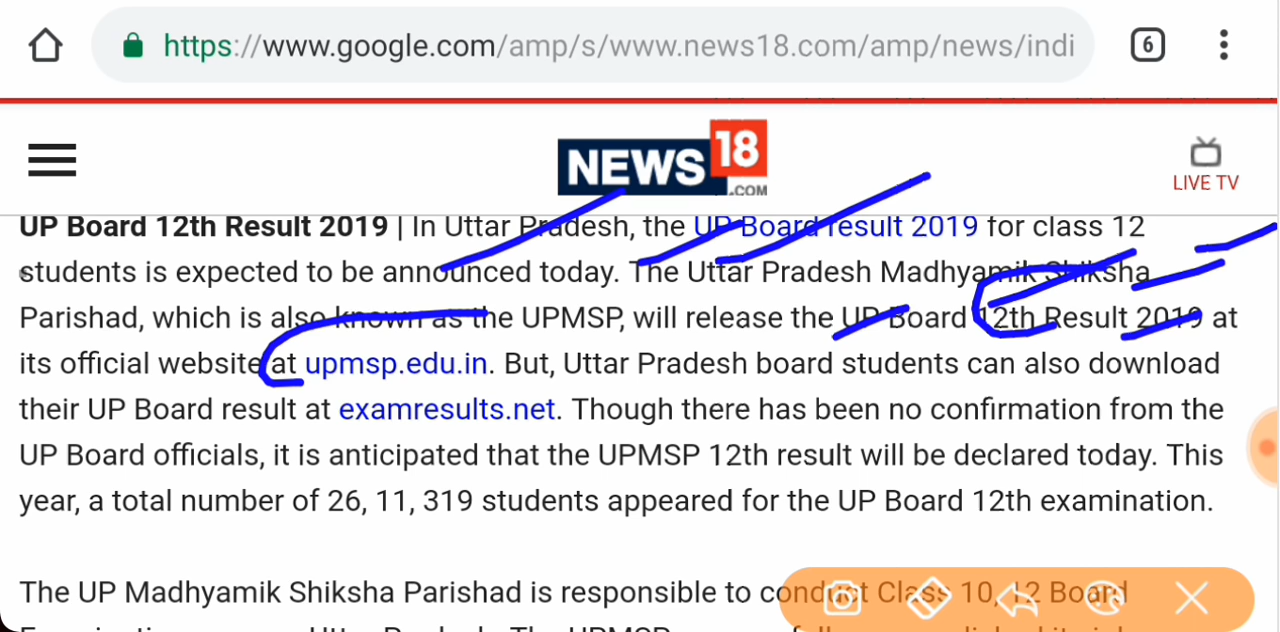 https://www.google.com/amp/s/www.news18.com/amp/news/indi
6
NEWS 18 .COM
LIVE TV
UP Board 12th Result 2019 | In Uttar Pradesh, the UP Board result 2019 for class 12
students is expected to be announced today. The Uttar Pradesh Madhyamik Shiksha
Parishad, which is also known as the UPMSP, will release the UP Board 12th Result 2019 at
its official website at upmsp.edu.in. But, Uttar Pradesh board students can also download
their UP Board result at examresults.net. Though there has been no confirmation from the
UP Board officials, it is anticipated that the UPMSP 12th result will be declared today. This
year, a total number of 26, 11, 319 students appeared for the UP Board 12th examination.
The UP Madhyamik Shiksha Parishad is responsible to conduct Class 10, 12 Board